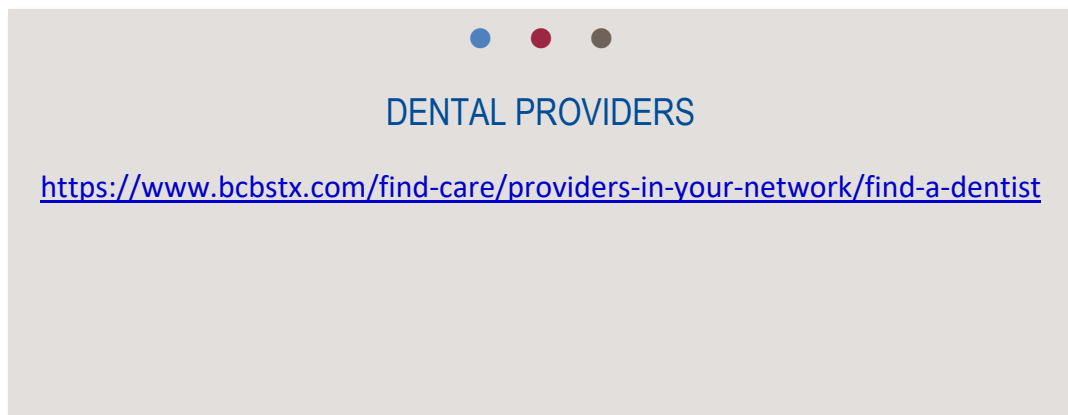 DENTAL PROVIDERS
https://www.bcbstx.com/find-care/providers-in-your-network/find-a-dentist